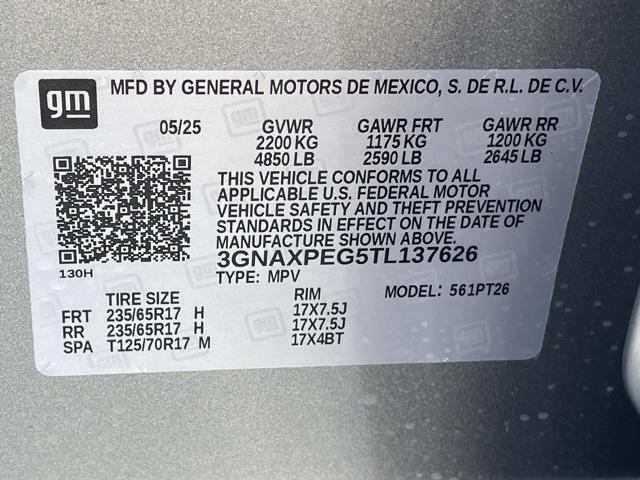 gm MFD BY GENERAL MOTORS DE MEXICO, S. DE R.L. DE C.V.
05/25 GVWR GAWR FRT GAWR RR
2200 KG 1175 KG 1200 KG
4850 LB 2590 LB 2645 LB
THIS VEHICLE CONFORMS TO ALL
APPLICABLE U.S. FEDERAL MOTOR
VEHICLE SAFETY AND THEFT PREVENTION
STANDARDS IN EFFECT ON THE DATE OF
MANUFACTURE SHOWN ABOVE.
3GNAXPEG5TL137626
130H TYPE: MPV
TIRE SIZE RIM MODEL: 561PT26
FRT 235/65R17 H 17X7.5J
RR 235/65R17 H 17X7.5J
SPA T125/70R17 M 17X4BT